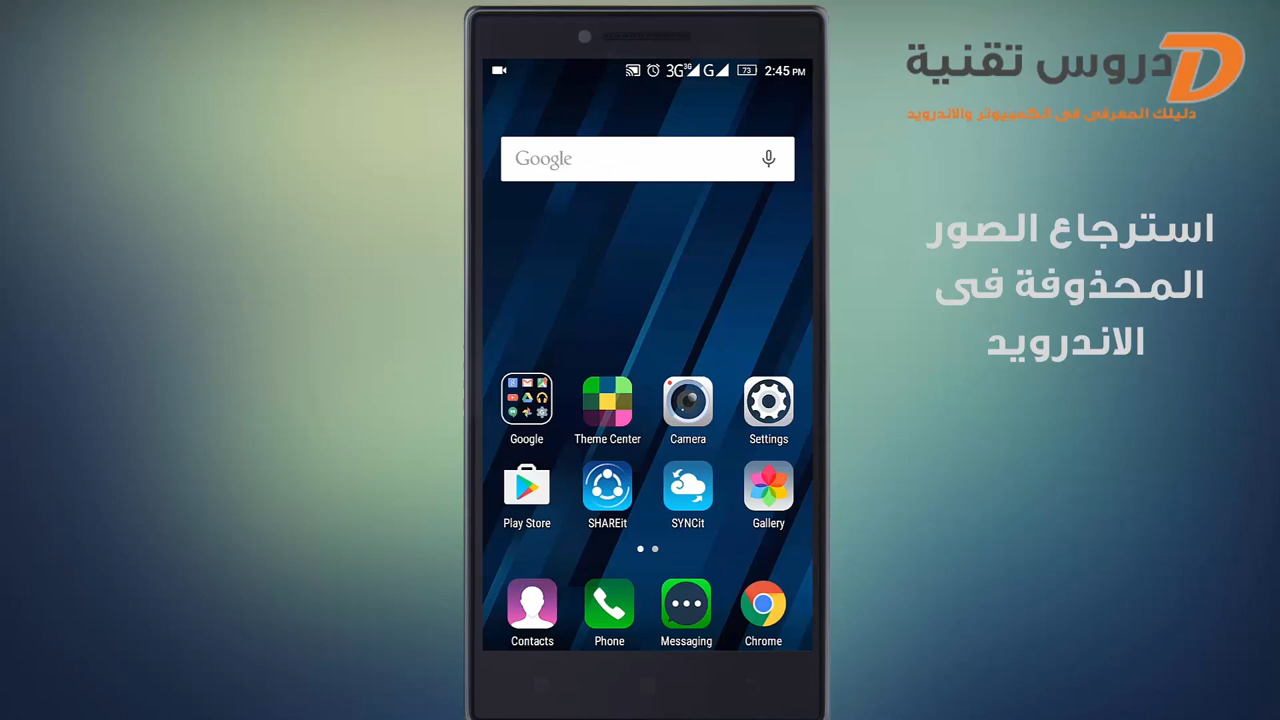 3G 3G G 73 2:45 PM
Google
Google
Theme Center
Camera
Settings
Play Store
SHAREit
SYNCit
Gallery
Contacts
Phone
Messaging
Chrome
دروس تقنية
دليلك المعرفى فى الكمبيوتر والاندرويد
استرجاع الصور
المحذوفة فى
الاندرويد